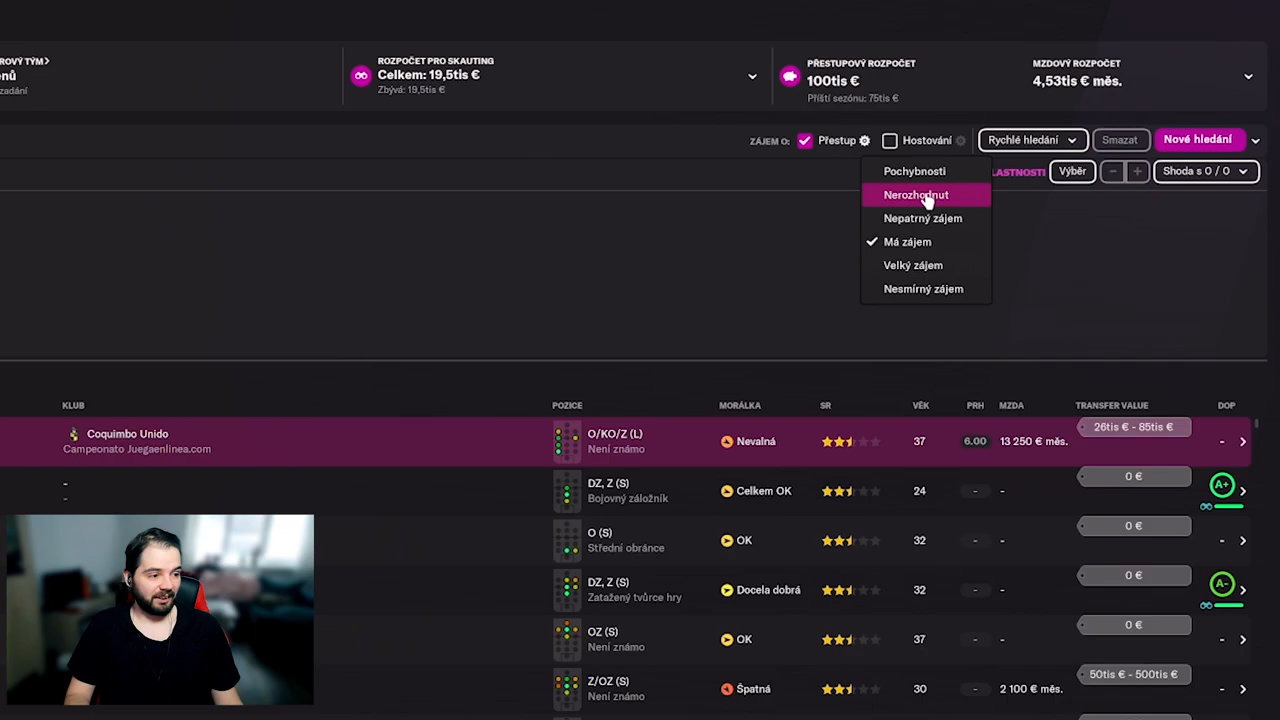 ROVÝ TÝM
enů
zadání
ROZPOČET PRO SKAUTING
Celkem: 19,5tis €
Zbývá: 19,5tis €
PŘESTUPOVÝ ROZPOČET
100tis €
Příští sezónu: 75tis €
MZDOVÝ ROZPOČET
4,53tis € měs.
ZÁJEM O: Přestup Hostování Rychlé hledání Smazat Nové hledání
LASTNOSTI Výběr - + Shoda s 0 / 0
Pochybnosti
Nerozhodnut
Nepatrný zájem
Má zájem
Velký zájem
Nesmírný zájem
KLUB POZICE MORÁLKA SR VĚK PRH MZDA TRANSFER VALUE DOP
Coquimbo Unido
Campeonato Juegaenlinea.com
O/KO/Z (L)
Není známo
Nevalná 37 6.00 13 250 € měs. 26tis € - 85tis € -
-
-
DZ, Z (S)
Bojovný záložník
Celkem OK 24 - - 0 € A+
O (S)
Střední obránce
OK 32 - - 0 € -
DZ, Z (S)
Zatažený tvůrce hry
Docela dobrá 32 - - 0 € A-
OZ (S)
Není známo
OK 37 - - 0 € -
Z/OZ (S)
Není známo
Špatná 30 - 2 100 € měs. 50tis € - 500tis € -